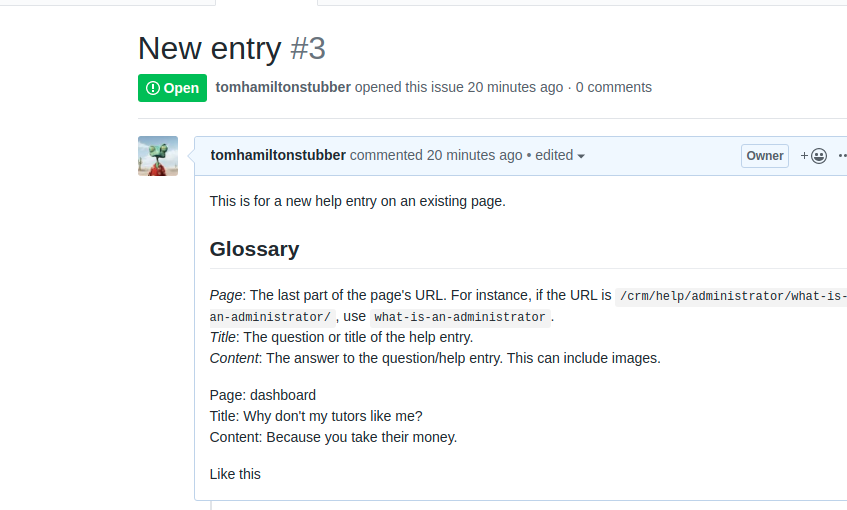 New entry #3
Open tomhamiltonstubber opened this issue 20 minutes ago · 0 comments
tomhamiltonstubber commented 20 minutes ago • edited Owner +
This is for a new help entry on an existing page.
Glossary
Page: The last part of the page's URL. For instance, if the URL is /crm/help/administrator/what-is-
an-administrator/ , use what-is-an-administrator .
Title: The question or title of the help entry.
Content: The answer to the question/help entry. This can include images.
Page: dashboard
Title: Why don't my tutors like me?
Content: Because you take their money.
Like this